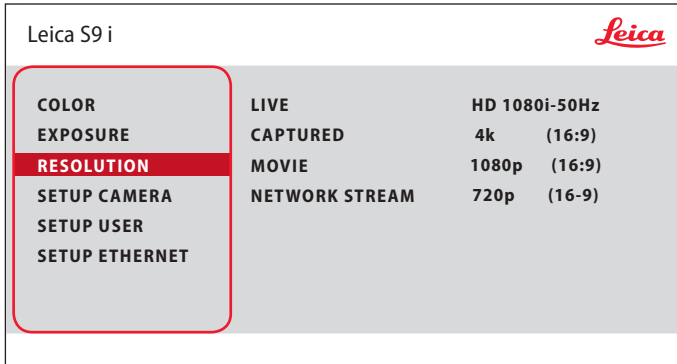 Leica S9 i
Leica
COLOR
EXPOSURE
RESOLUTION
SETUP CAMERA
SETUP USER
SETUP ETHERNET
LIVE HD 1080i-50Hz
CAPTURED 4k (16:9)
MOVIE 1080p (16:9)
NETWORK STREAM 720p (16-9)